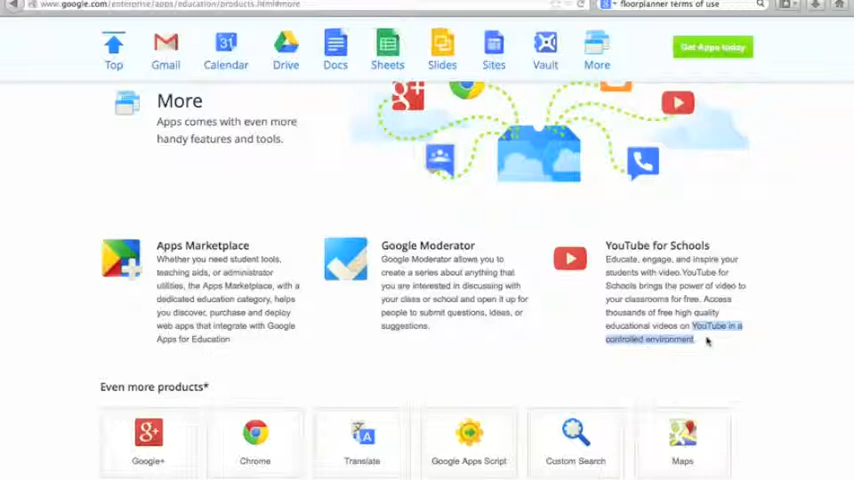 www.google.com/enterprise/apps/education/products.html#more
floorplanner terms of use
Top
Gmail
Calendar
Drive
Docs
Sheets
Slides
Sites
Vault
More
Get Apps today
31
More
Apps comes with even more
handy features and tools.
Apps Marketplace
Whether you need student tools,
teaching aids, or administrator
utilities, the Apps Marketplace, with a
dedicated education category, helps
you discover, purchase and deploy
web apps that integrate with Google
Apps for Education
Google Moderator
Google Moderator allows you to
create a series about anything that
you are interested in discussing with
your class or school and open it up for
people to submit questions, ideas, or
suggestions.
YouTube for Schools
Educate, engage, and inspire your
students with video.YouTube for
Schools brings the power of video to
your classrooms for free. Access
thousands of free high quality
educational videos on YouTube in a
controlled environment.
Even more products*
Google+
Chrome
Translate
Google Apps Script
Custom Search
Maps